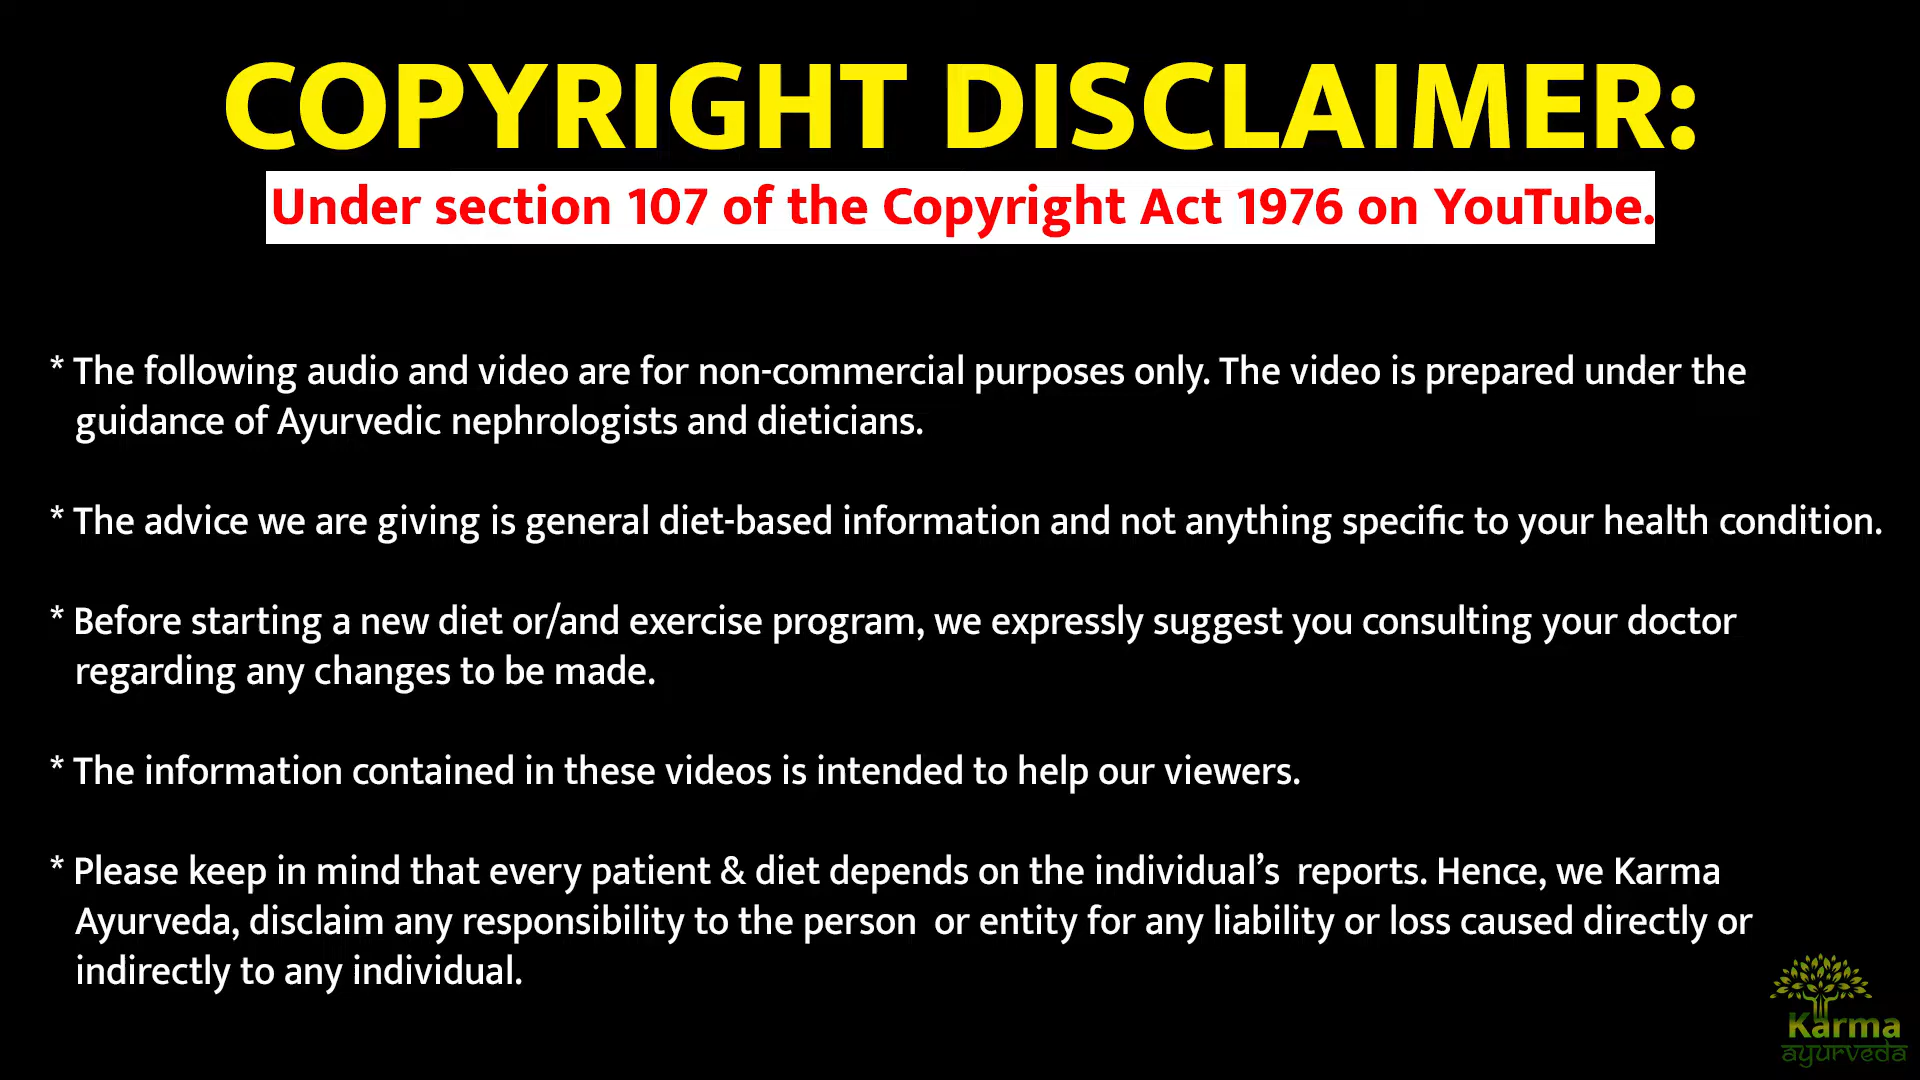 COPYRIGHT DISCLAIMER:
Under section 107 of the Copyright Act 1976 on YouTube.
* The following audio and video are for non-commercial purposes only. The video is prepared under the
guidance of Ayurvedic nephrologists and dieticians.
* The advice we are giving is general diet-based information and not anything specific to your health condition.
* Before starting a new diet or/and exercise program, we expressly suggest you consulting your doctor
regarding any changes to be made.
* The information contained in these videos is intended to help our viewers.
* Please keep in mind that every patient & diet depends on the individual’s  reports. Hence, we Karma
Ayurveda, disclaim any responsibility to the person  or entity for any liability or loss caused directly or
indirectly to any individual.
Karma
ayurveda